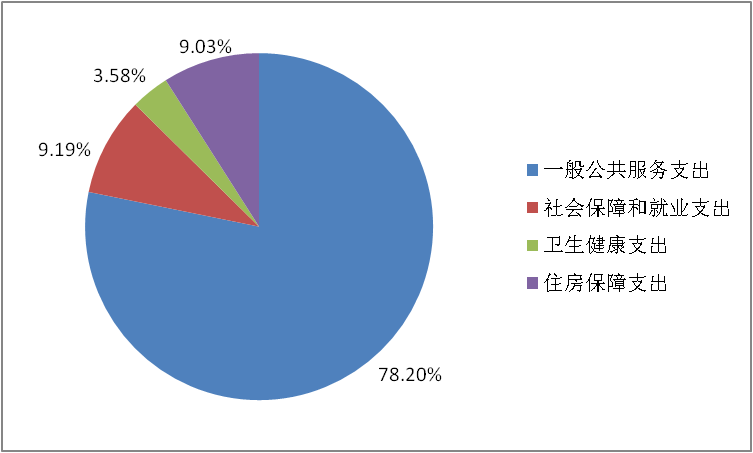 9.03%
3.58%
9.19%
78.20%
一般公共服务支出
社会保障和就业支出
卫生健康支出
住房保障支出